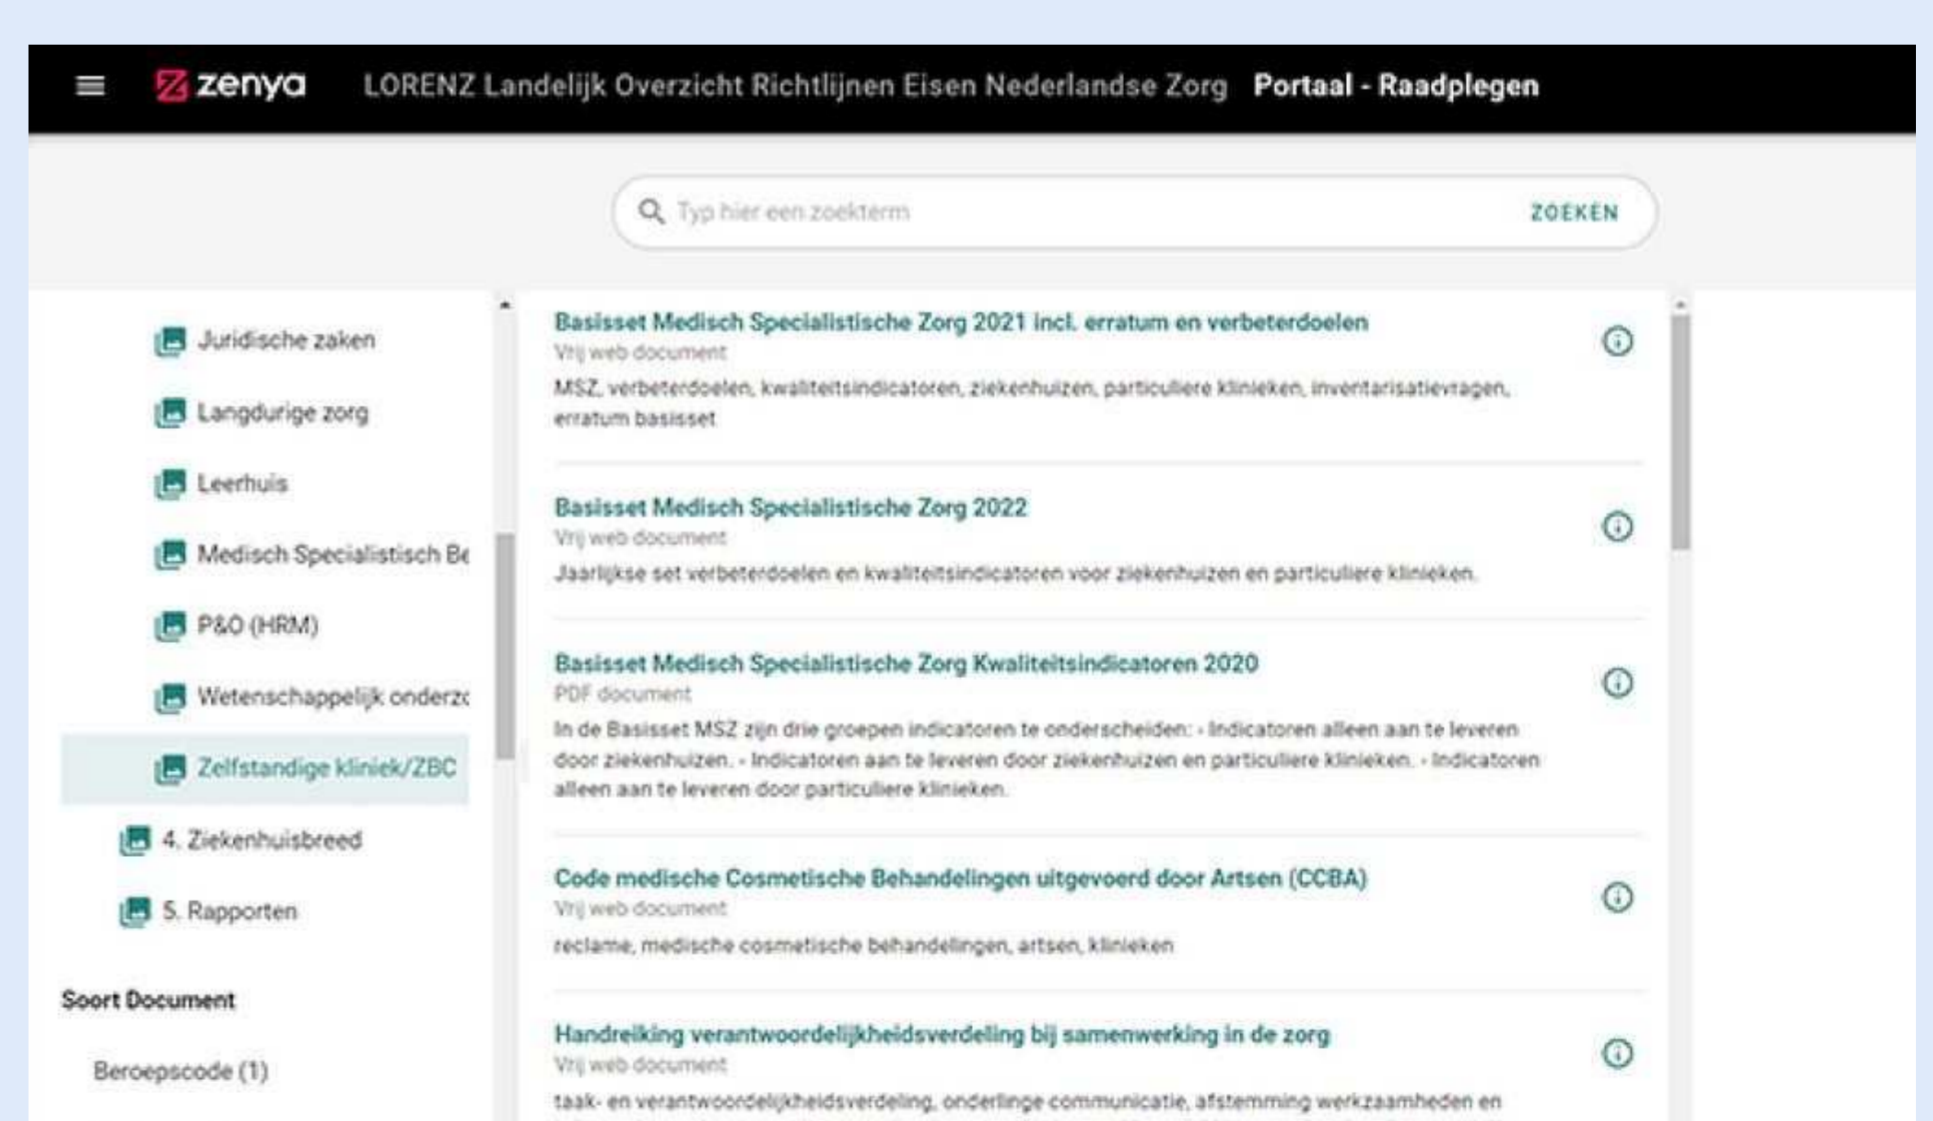 zenya LORENZ Landelijk Overzicht Richtlijnen Eisen Nederlandse Zorg Portaal - Raadplegen
Typ hier een zoekterm ZOEKEN
Juridische zaken
Langdurige zorg
Leerhuis
Medisch Specialistisch Be
P&O (HRM)
Wetenschappelijk onderzo
Zelfstandige kliniek/ZBC
4. Ziekenhuisbreed
5. Rapporten
Soort Document
Beroepscode (1)
Basisset Medisch Specialistische Zorg 2021 incl. erratum en verbeterdoelen
Vrij web document
MSZ, verbeterdoelen, kwaliteitsindicatoren, ziekenhuizen, particuliere klinieken, inventarisatievragen,
erratum basisset
Basisset Medisch Specialistische Zorg 2022
Vrij web document
Jaarlijkse set verbeterdoelen en kwaliteitsindicatoren voor ziekenhuizen en particuliere klinieken.
Basisset Medisch Specialistische Zorg Kwaliteitsindicatoren 2020
PDF document
In de Basisset MSZ zijn drie groepen indicatoren te onderscheiden: - Indicatoren alleen aan te leveren
door ziekenhuizen. - Indicatoren aan te leveren door ziekenhuizen en particuliere klinieken. - Indicatoren
alleen aan te leveren door particuliere klinieken.
Code medische Cosmetische Behandelingen uitgevoerd door Artsen (CCBA)
Vrij web document
reclame, medische cosmetische behandelingen, artsen, klinieken
Handreiking verantwoordelijkheidsverdeling bij samenwerking in de zorg
Vrij web document
taak- en verantwoordelijkheidsverdeling, onderlinge communicatie, afstemming werkzaamheden en